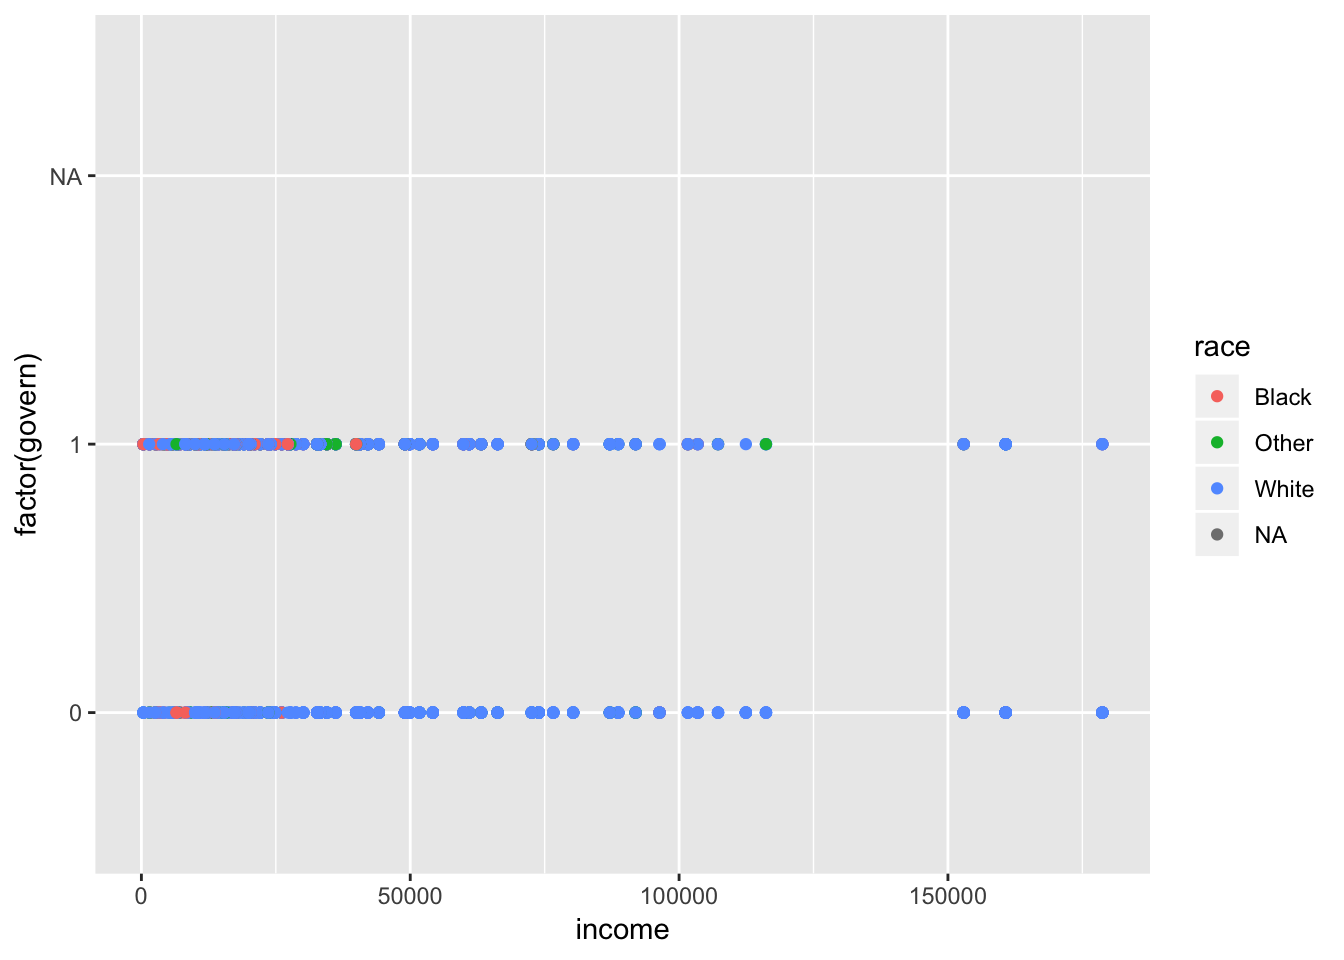 NA
1
0
factor(govern)
0 50000 100000 150000
income
race
Black
Other
White
NA